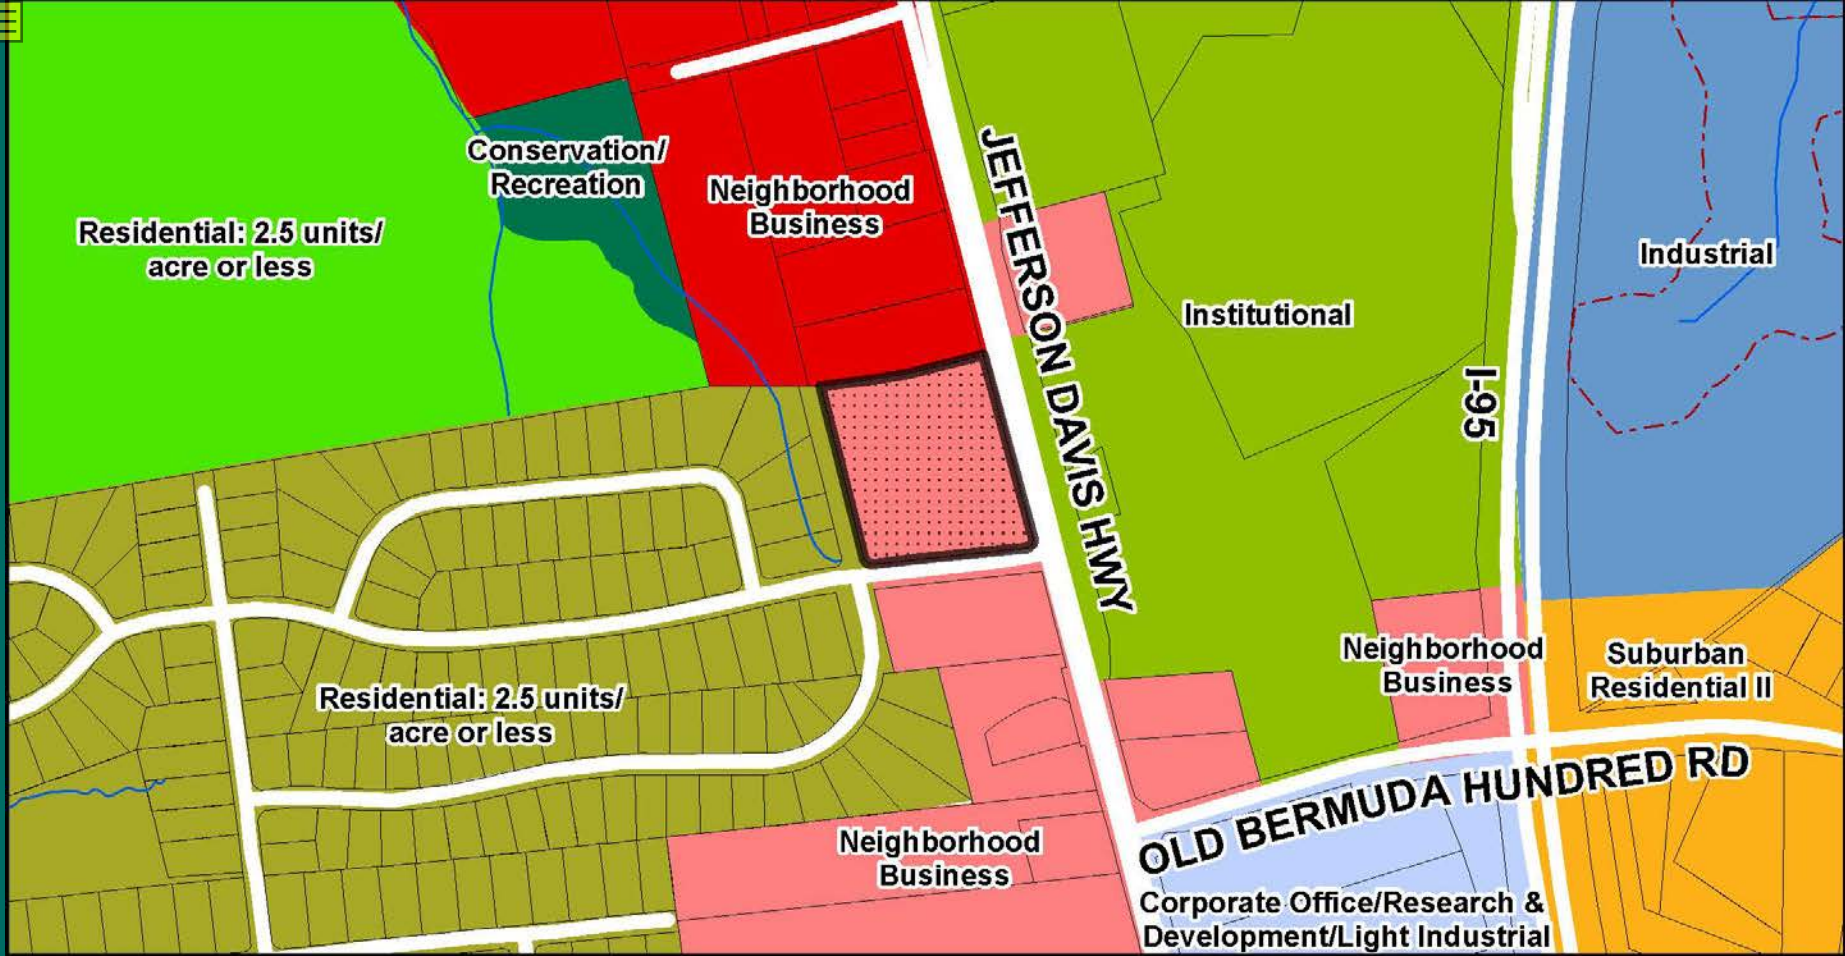 Conservation/
Recreation
Neighborhood
Business
Residential: 2.5 units/
acre or less
JEFFERSON DAVIS HWY
Institutional
Industrial
I-95
Neighborhood
Business
Suburban
Residential II
Residential: 2.5 units/
acre or less
OLD BERMUDA HUNDRED RD
Neighborhood
Business
Corporate Office/Research &
Development/Light Industrial